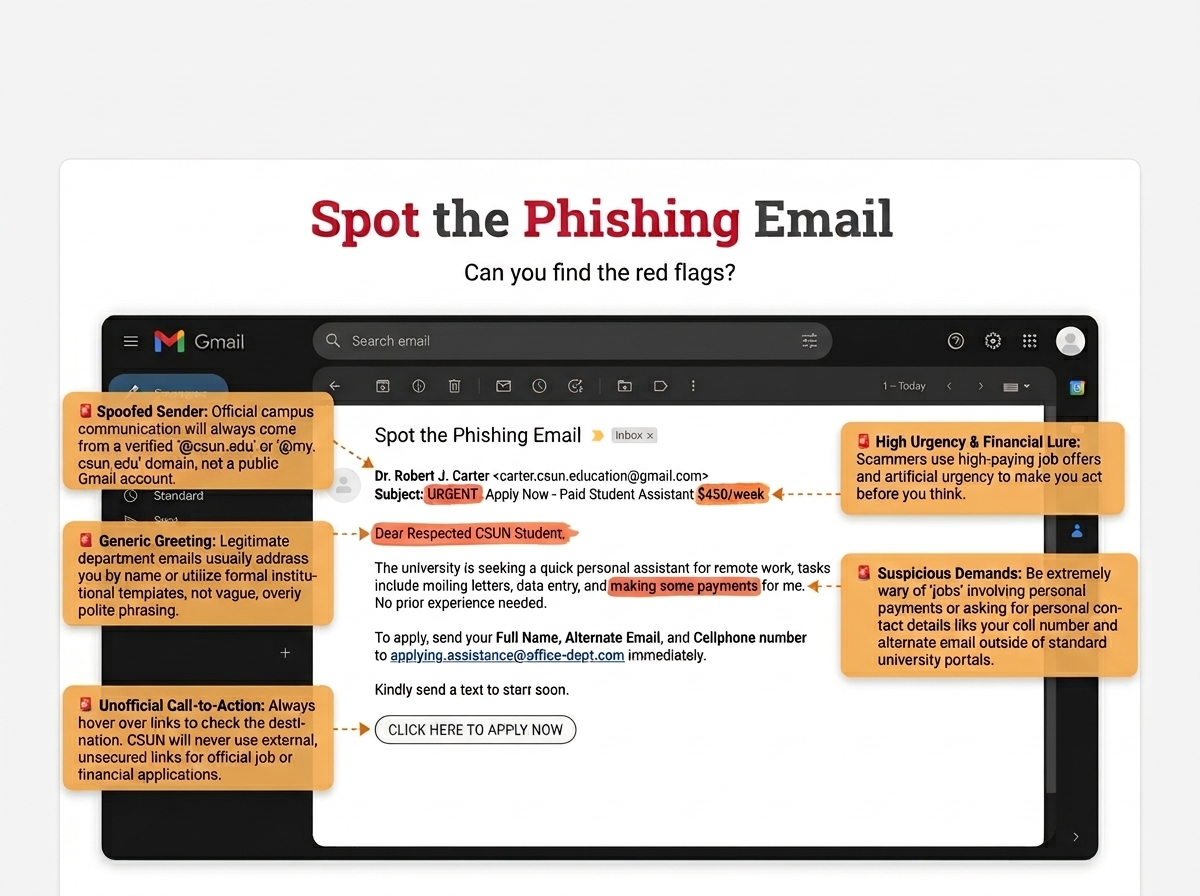 Spot the Phishing Email
Can you find the red flags?
Gmail
Search email
1 – Today
Spoofed Sender: Official campus
communication will always come
from a verified '@csun.edu' or '@my.
csun.edu' domain, not a public
Gmail account.
Standard
Generic Greeting: Legitimate
department emails usually address
you by name or utilize formal institu-
tional templates, not vague, overly
polite phrasing.
Unofficial Call-to-Action: Always
hover over links to check the desti-
nation. CSUN will never use external,
unsecured links for official job or
financial applications.
Spot the Phishing Email
Inbox ×
Dr. Robert J. Carter <carter.csun.education@gmail.com>
Subject: URGENT Apply Now - Paid Student Assistant $450/week
Dear Respected CSUN Student,
The university is seeking a quick personal assistant for remote work, tasks
include mailing letters, data entry, and making some payments for me.
No prior experience needed.
To apply, send your Full Name, Alternate Email, and Cellphone number
to applying.assistance@office-dept.com immediately.
Kindly send a text to starr soon.
CLICK HERE TO APPLY NOW
High Urgency & Financial Lure:
Scammers use high-paying job offers
and artificial urgency to make you act
before you think.
Suspicious Demands: Be extremely
wary of 'jobs' involving personal
payments or asking for personal con-
tact details liks your coll number and
alternate email outside of standard
university portals.